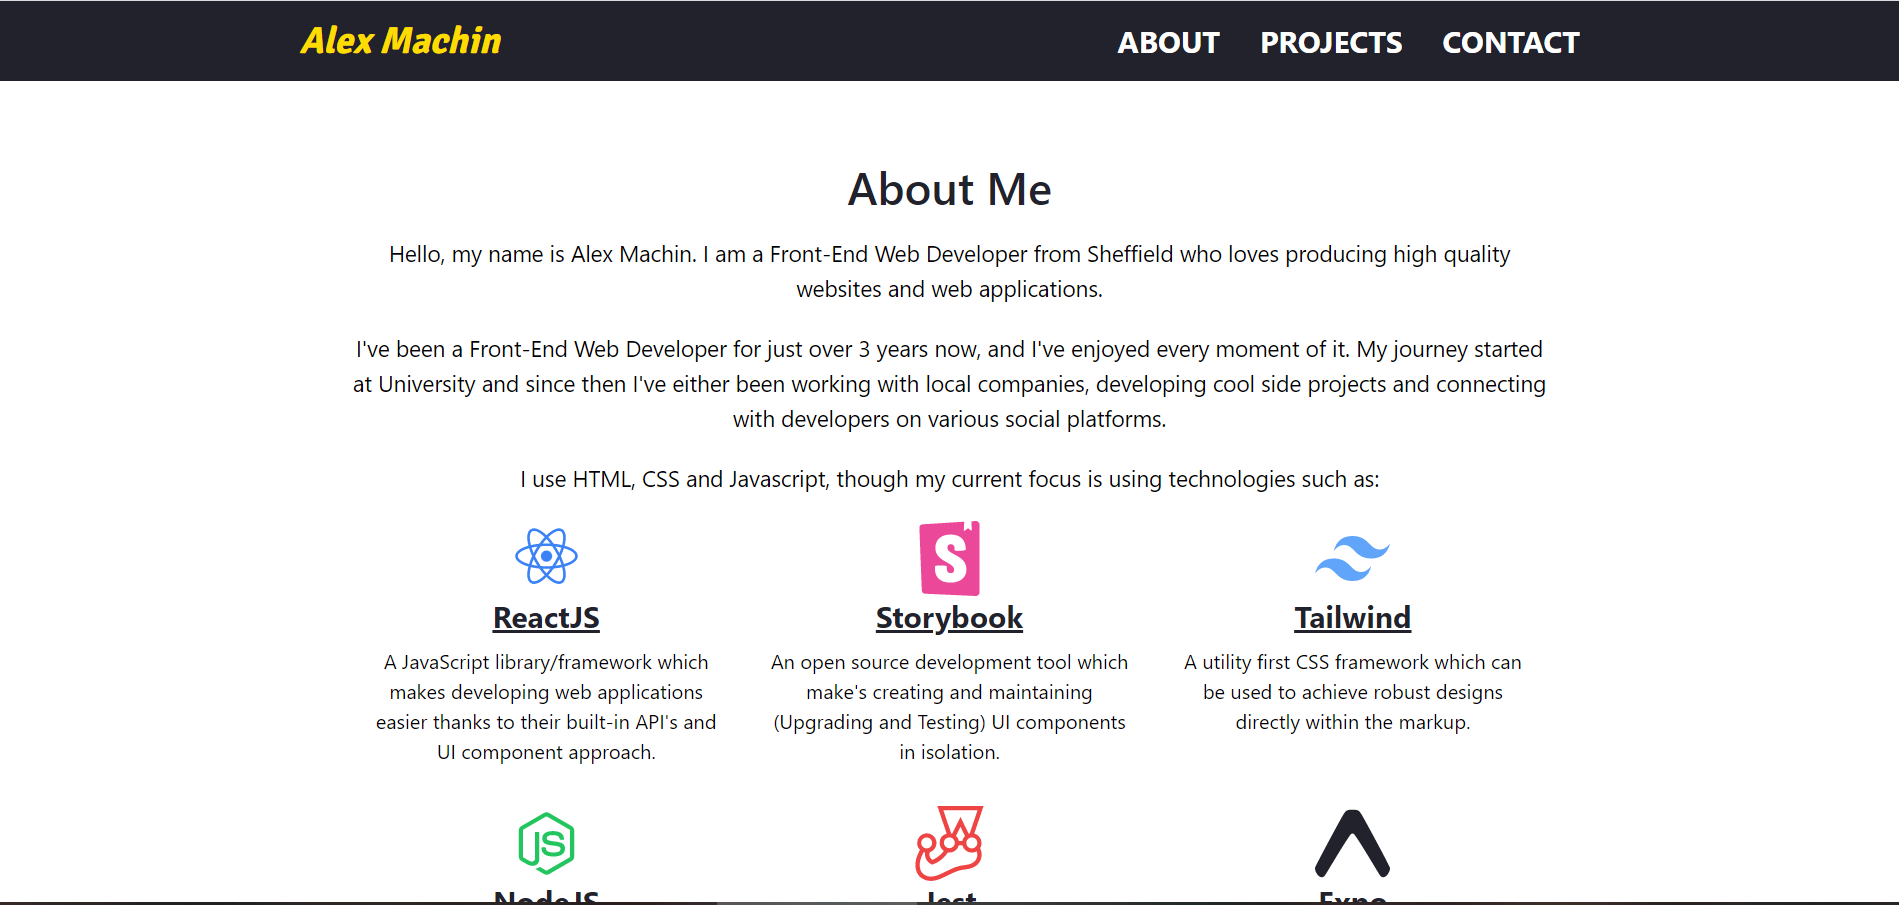 Alex Machin
ABOUT PROJECTS CONTACT
About Me
Hello, my name is Alex Machin. I am a Front-End Web Developer from Sheffield who loves producing high quality
websites and web applications.
I've been a Front-End Web Developer for just over 3 years now, and I've enjoyed every moment of it. My journey started
at University and since then I've either been working with local companies, developing cool side projects and connecting
with developers on various social platforms.
I use HTML, CSS and Javascript, though my current focus is using technologies such as:
S
ReactJS
A JavaScript library/framework which
makes developing web applications
easier thanks to their built-in API's and
UI component approach.
Storybook
An open source development tool which
make's creating and maintaining
(Upgrading and Testing) UI components
in isolation.
Tailwind
A utility first CSS framework which can
be used to achieve robust designs
directly within the markup.
JS
NodeJS
Jest
Expo